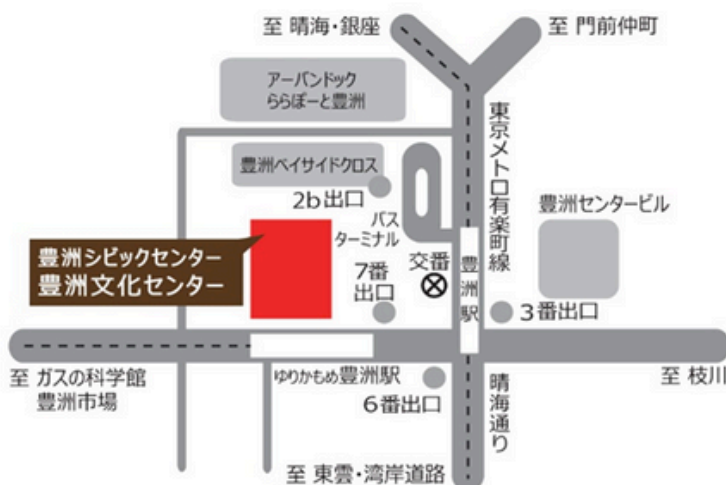 至 晴海・銀座
至 門前仲町
アーバンドック
ららぽーと豊洲
東京メトロ有楽町線
豊洲ベイサイドクロス
2b出口
バス
ターミナル
豊洲センタービル
豊洲シビックセンター
豊洲文化センター
7番
出口
交番
豊洲駅
3番出口
至 ガスの科学館
豊洲市場
ゆりかもめ豊洲駅
6番出口
晴海通り
至 枝川
至 東雲・湾岸道路